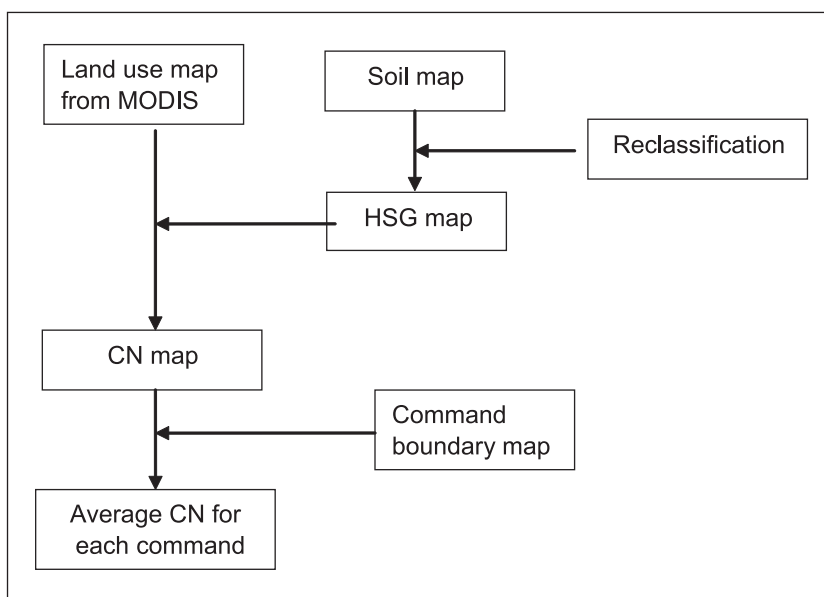 Land use map
from MODIS
Soil map
Reclassification
HSG map
CN map
Command
boundary map
Average CN for
each command